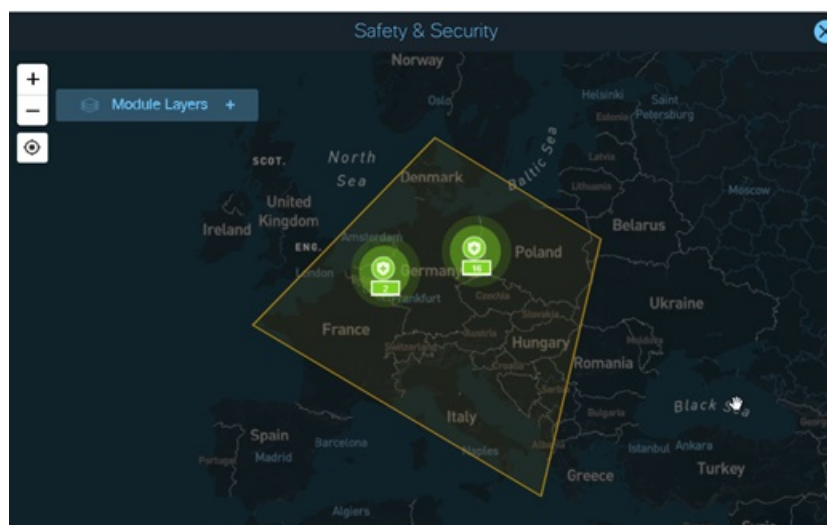 Safety & Security
+
−
Module Layers +
Norway
Oslo
Helsinki
Saint
Petersburg
Estonia
Baltic Sea
Latvia
Moscow
Lithuania
SCOT.
North
Sea
Denmark
United
Kingdom
Ireland
ENG.
London
Amsterdam
Belarus
Poland
Germany
16
2
Frankfurt
Czechia
Slovakia
Ukraine
France
Austria
Switzerland
Hungary
Moldova
Romania
Croatia
Serbia
Black Sea
Georgia
Italy
Bulgaria
Spain
Barcelona
Madrid
Portugal
Naples
Albania
Istanbul
Ankara
Greece
Turkey
Algiers